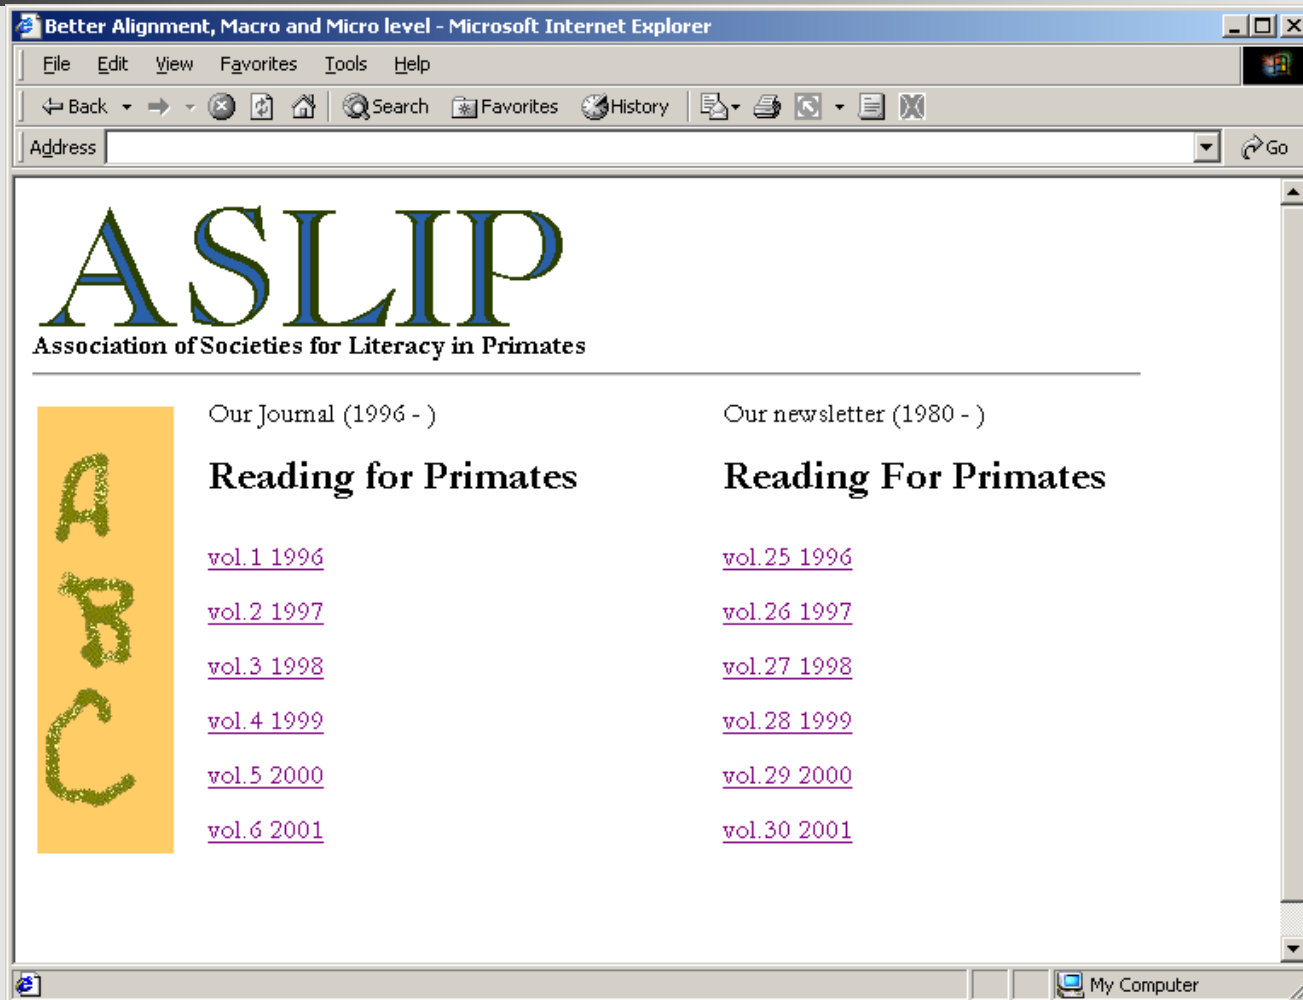 Better Alignment, Macro and Micro level - Microsoft Internet Explorer
File Edit View Favorites Tools Help
Back Search Favorites History
Address Go
ASLIP
Association of Societies for Literacy in Primates
A
B
C
Our Journal (1996 - )
Reading for Primates
vol.1 1996
vol.2 1997
vol.3 1998
vol.4 1999
vol.5 2000
vol.6 2001
Our newsletter (1980 - )
Reading For Primates
vol.25 1996
vol.26 1997
vol.27 1998
vol.28 1999
vol.29 2000
vol.30 2001
My Computer